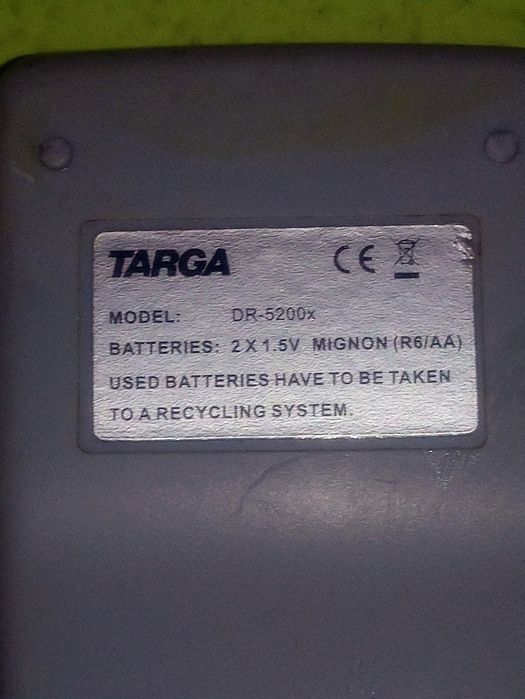 TARGA CE
MODEL: DR-5200x
BATTERIES: 2 X 1.5V MIGNON (R6/AA)
USED BATTERIES HAVE TO BE TAKEN
TO A RECYCLING SYSTEM.